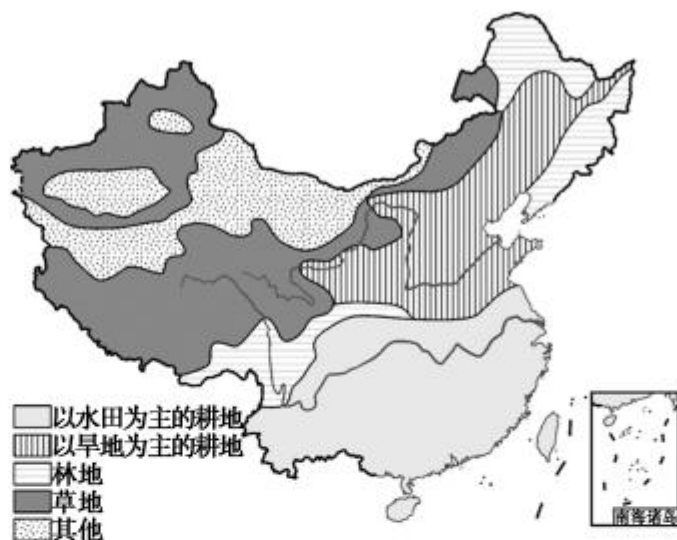 以水田为主的耕地
以旱地为主的耕地
林地
草地
其他
南海诸岛